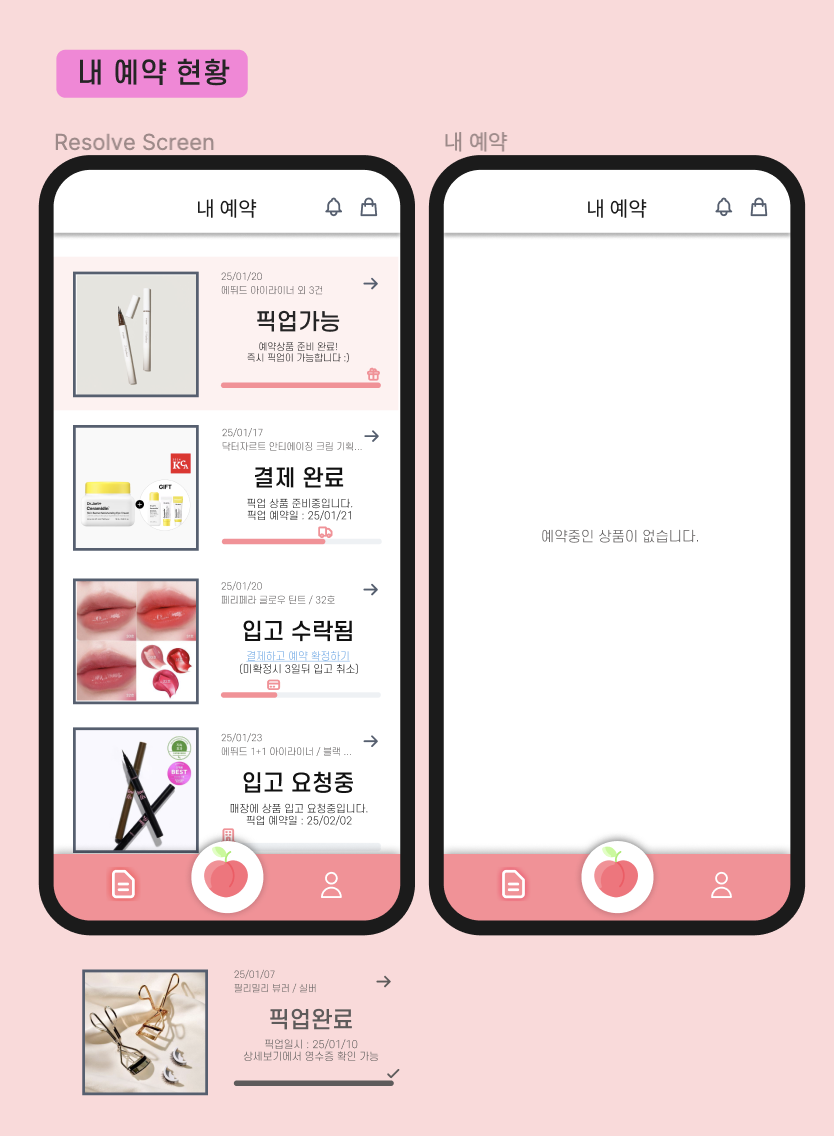 내 예약 현황
Resolve Screen
내 예약
25/01/20
에뛰드 아이라이너 외 3건
픽업가능
예약상품 준비 완료!
즉시 픽업이 가능합니다 :)
KCA
GIFT
Dr.Jart+
Ceramidin
25/01/17
닥터자르트 안티에이징 크림 기획...
결제 완료
픽업 상품 준비중입니다.
픽업 예약일 : 25/01/21
25/01/20
페리페라 글로우 틴트 / 32호
입고 수락됨
결제하고 예약 확정하기
(미확정시 3일뒤 입고 취소)
BEST
25/01/23
에뛰드 1+1 아이라이너 / 블랙 ...
입고 요청중
매장에 상품 입고 요청중입니다.
픽업 예약일 : 25/02/02
내 예약
내 예약
예약중인 상품이 없습니다.
25/01/07
필리밀리 뷰러 / 실버
픽업완료
픽업일시 : 25/01/10
상세보기에서 영수증 확인 가능